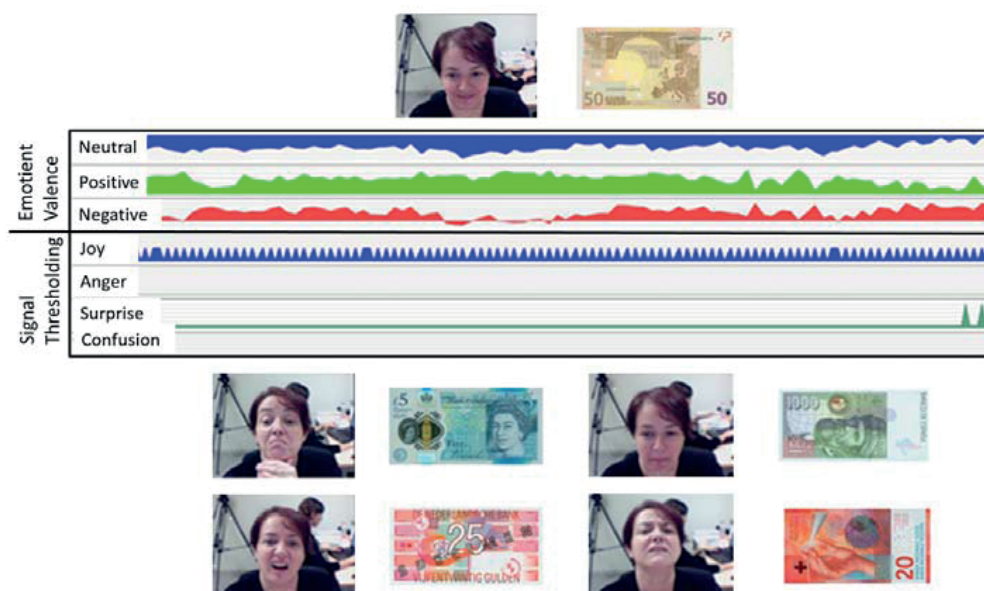 50
50
Emotient
Valence
Neutral
Positive
Negative
Signal
Thresholding
Joy
Anger
Surprise
Confusion
£5
Five
1000
DE NEDERLANDSCHE BANK
25
VIJFENTWINTIG GULDEN
20